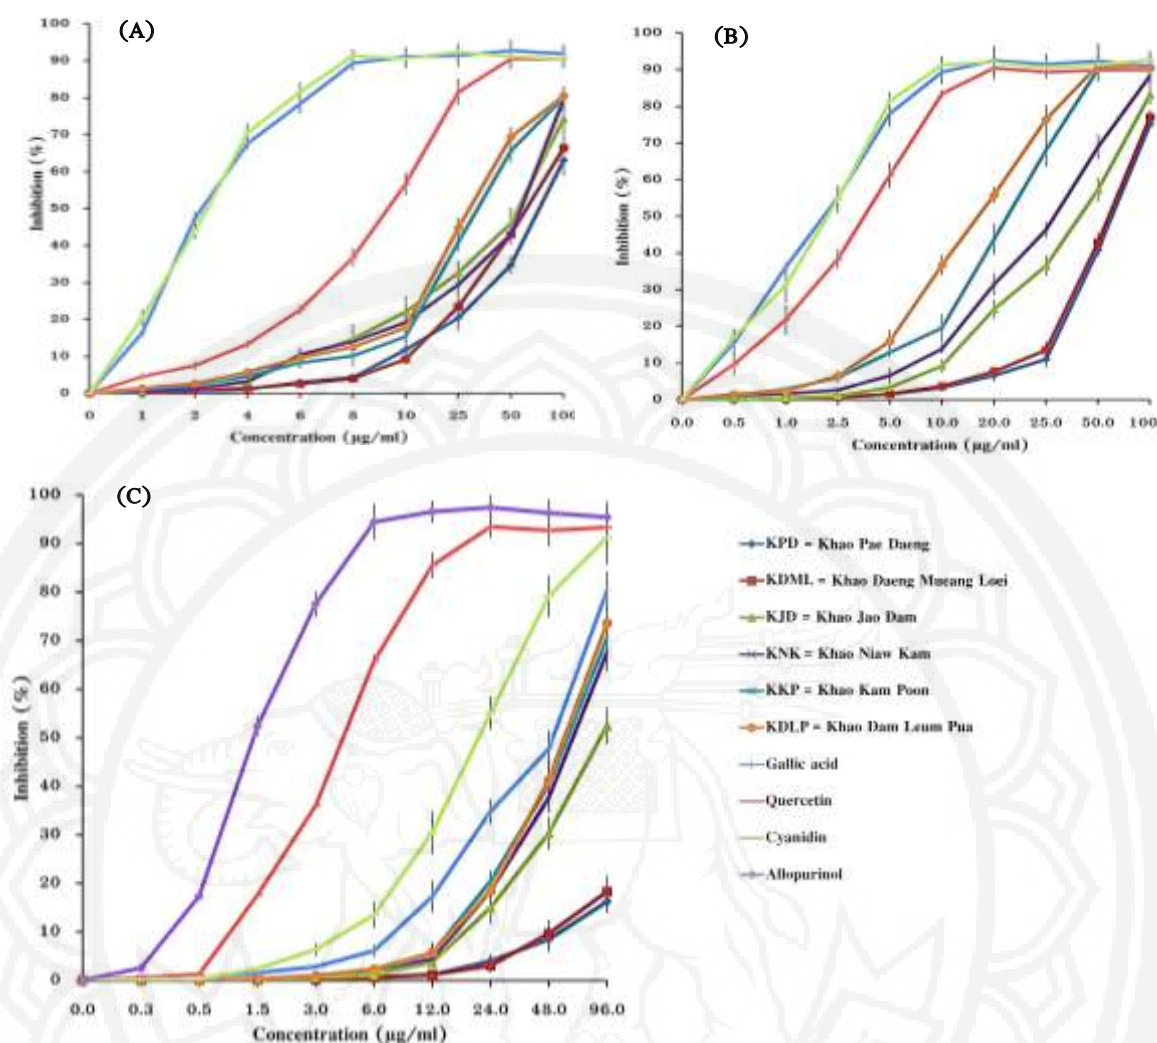 (A)
100
90
80
70
60
50
40
30
20
10
0
Inhibition (%)
0 1 2 4 6 8 10 25 50 100
Concentration (µg/ml)
(B)
100
90
80
70
60
50
40
30
20
10
0
Inhibition (%)
0.0 0.5 1.0 2.5 5.0 10.0 20.0 25.0 50.0 100
Concentration (µg/ml)
(C)
100
90
80
70
60
50
40
30
20
10
0
Inhibition (%)
0.0 0.3 0.5 1.5 3.0 6.0 12.0 24.0 48.0 96.0
Concentration (µg/ml)
KPD = Khao Pae Daeng
KDML = Khao Daeng Mueang Loei
KJD = Khao Jao Dam
KNK = Khao Niaw Kam
KKP = Khao Kam Poon
KDLP = Khao Dam Leum Pua
Gallic acid
Quercetin
Cyanidin
Allopurinol